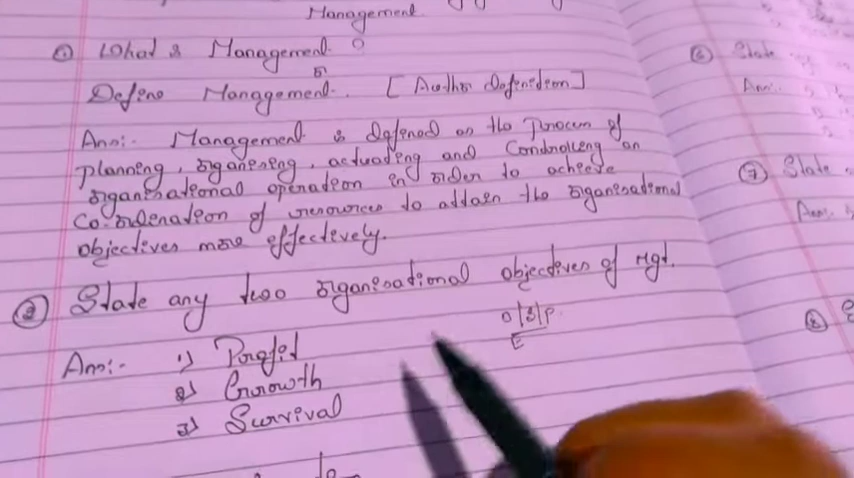 Management
① What is Management ?
or
Define Management. [Author Definition]
Ans:- Management is defined as the process of
planning, organising, actuating and controlling an
organisational operation in order to achieve
co-ordination of resources to attain the organisational
objectives more effectively.
② State any two organisational objectives of Mgt.
O/S/P.
E
Ans:- 1) Profit
2) Growth
3) Survival
⑥ State
Ans:
⑦ State
Ans:
⑧